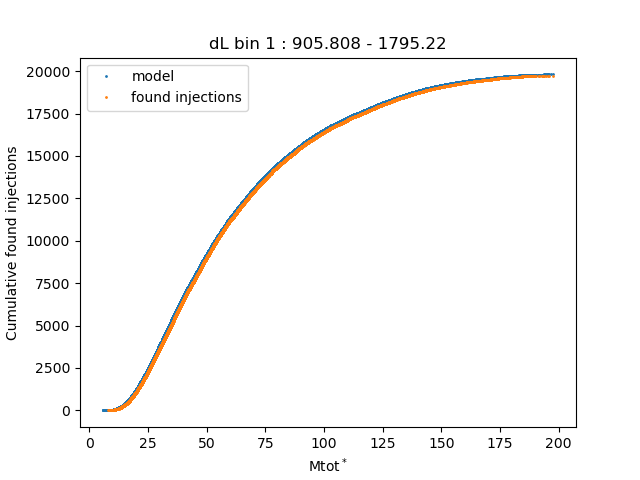 dL bin 1 : 905.808 - 1795.22
model
found injections
Cumulative found injections
20000
17500
15000
12500
10000
7500
5000
2500
0
0 25 50 75 100 125 150 175 200
Mtot*